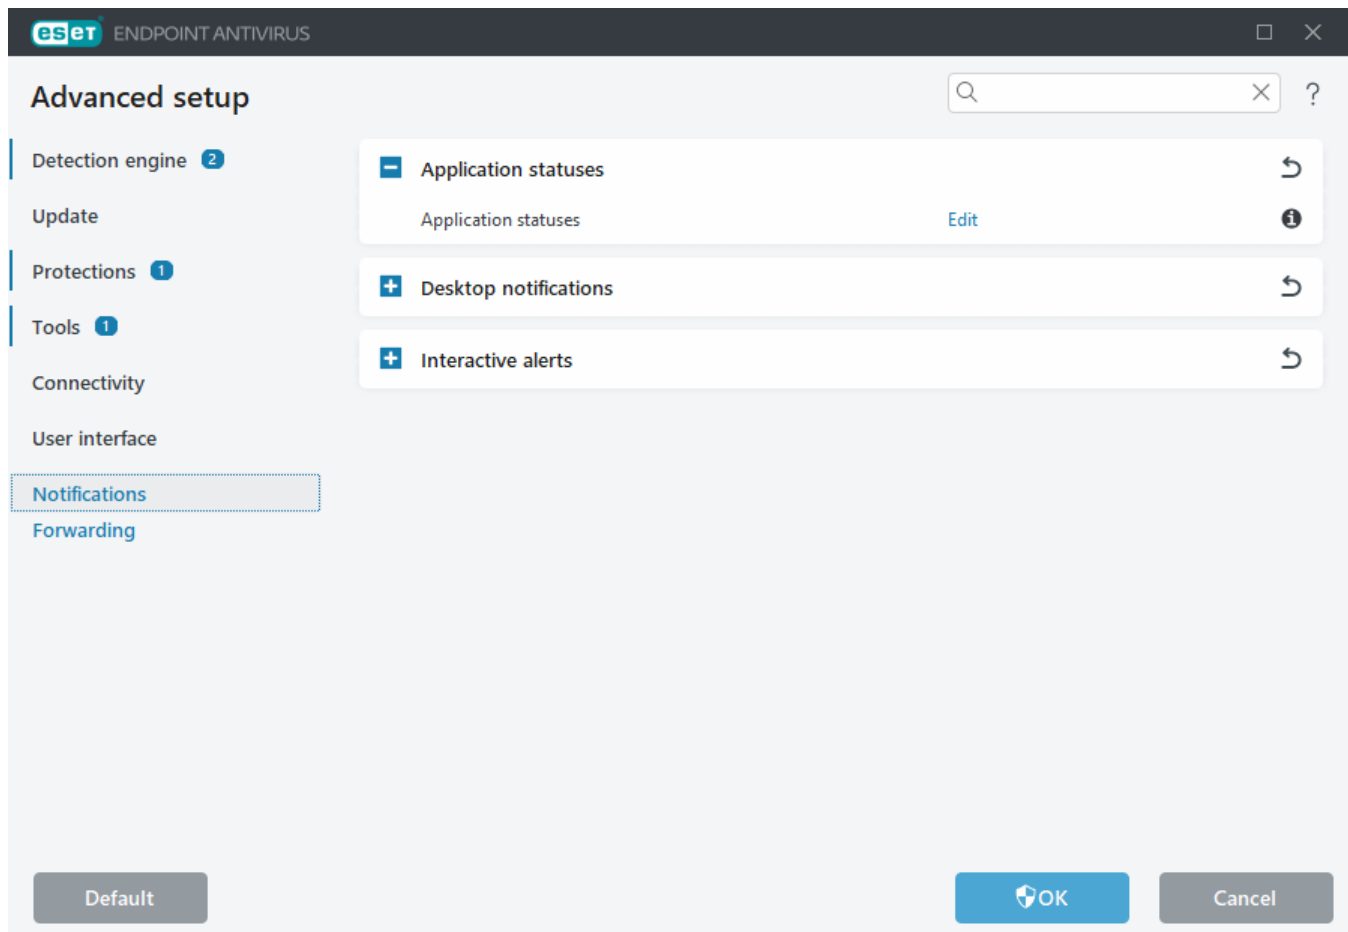 eset ENDPOINT ANTIVIRUS
Advanced setup
?
Detection engine 2
Update
Protections 1
Tools 1
Connectivity
User interface
Notifications
Forwarding
Application statuses
Application statuses Edit
Desktop notifications
Interactive alerts
Default
OK
Cancel